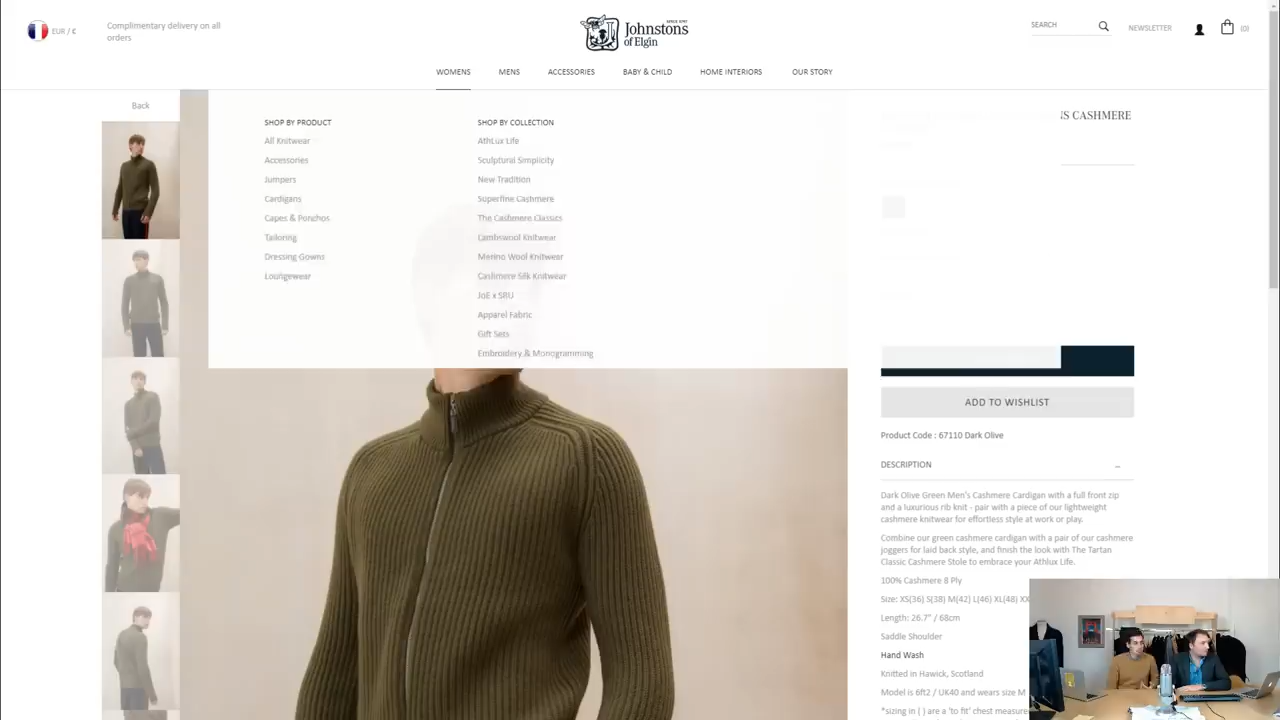 EUR / €
Complimentary delivery on all
orders
SINCE 1797
Johnstons
of Elgin
SEARCH
NEWSLETTER
(0)
WOMENS
MENS
ACCESSORIES
BABY & CHILD
HOME INTERIORS
OUR STORY
Back
SHOP BY PRODUCT
All Knitwear
Accessories
Jumpers
Cardigans
Capes & Ponchos
Tailoring
Dressing Gowns
Loungewear
SHOP BY COLLECTION
AthLux Life
Sculptural Simplicity
New Tradition
Superfine Cashmere
The Cashmere Classics
Lambswool Knitwear
Merino Wool Knitwear
Cashmere Silk Knitwear
JoE x SRU
Apparel Fabric
Gift Sets
Embroidery & Monogramming
NS CASHMERE
ADD TO WISHLIST
Product Code : 67110 Dark Olive
DESCRIPTION
Dark Olive Green Men's Cashmere Cardigan with a full front zip
and a luxurious rib knit - pair with a piece of our lightweight
cashmere knitwear for effortless style at work or play.
Combine our green cashmere cardigan with a pair of our cashmere
joggers for laid back style, and finish the look with The Tartan
Classic Cashmere Stole to embrace your Athlux Life.
100% Cashmere 8 Ply
Size: XS(36) S(38) M(42) L(46) XL(48) XX
Length: 26.7" / 68cm
Saddle Shoulder
Hand Wash
Knitted in Hawick, Scotland
Model is 6ft2 / UK40 and wears size M
*sizing in ( ) are a 'to fit' chest measure